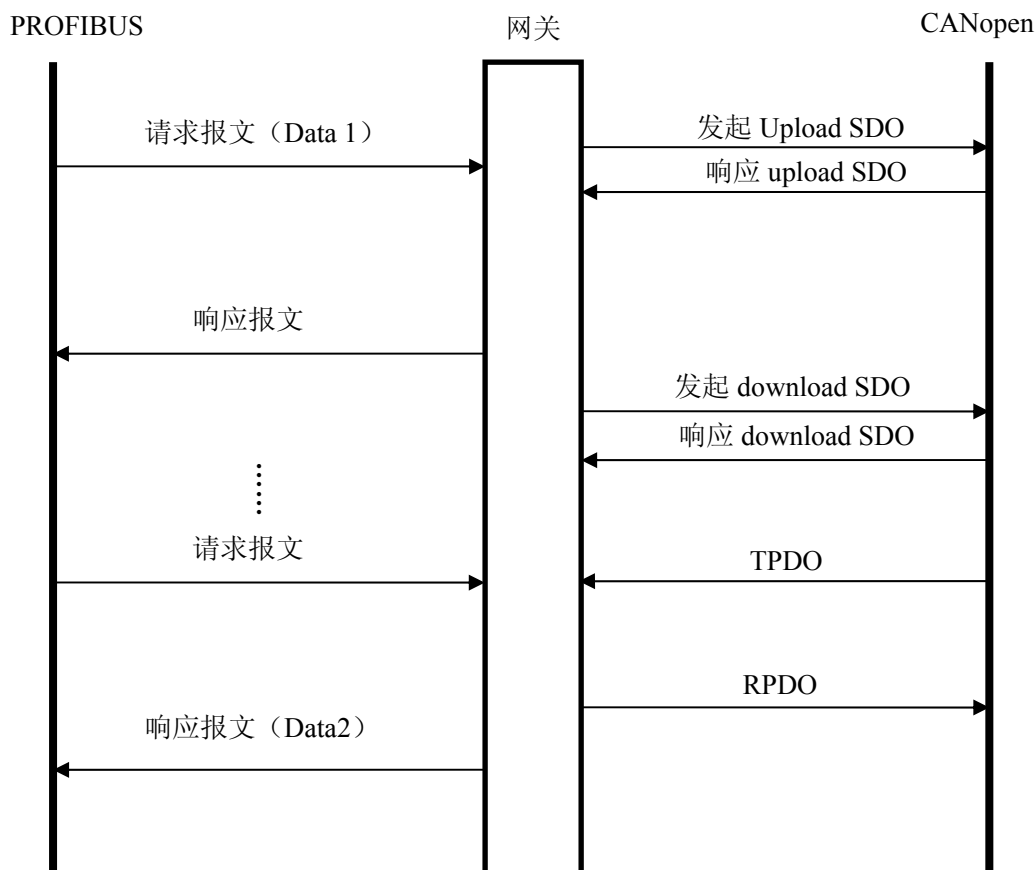 PROFIBUS
网关
CANopen
请求报文（Data 1）
发起 Upload SDO
响应 upload SDO
响应报文
发起 download SDO
响应 download SDO
请求报文
TPDO
RPDO
响应报文（Data2）